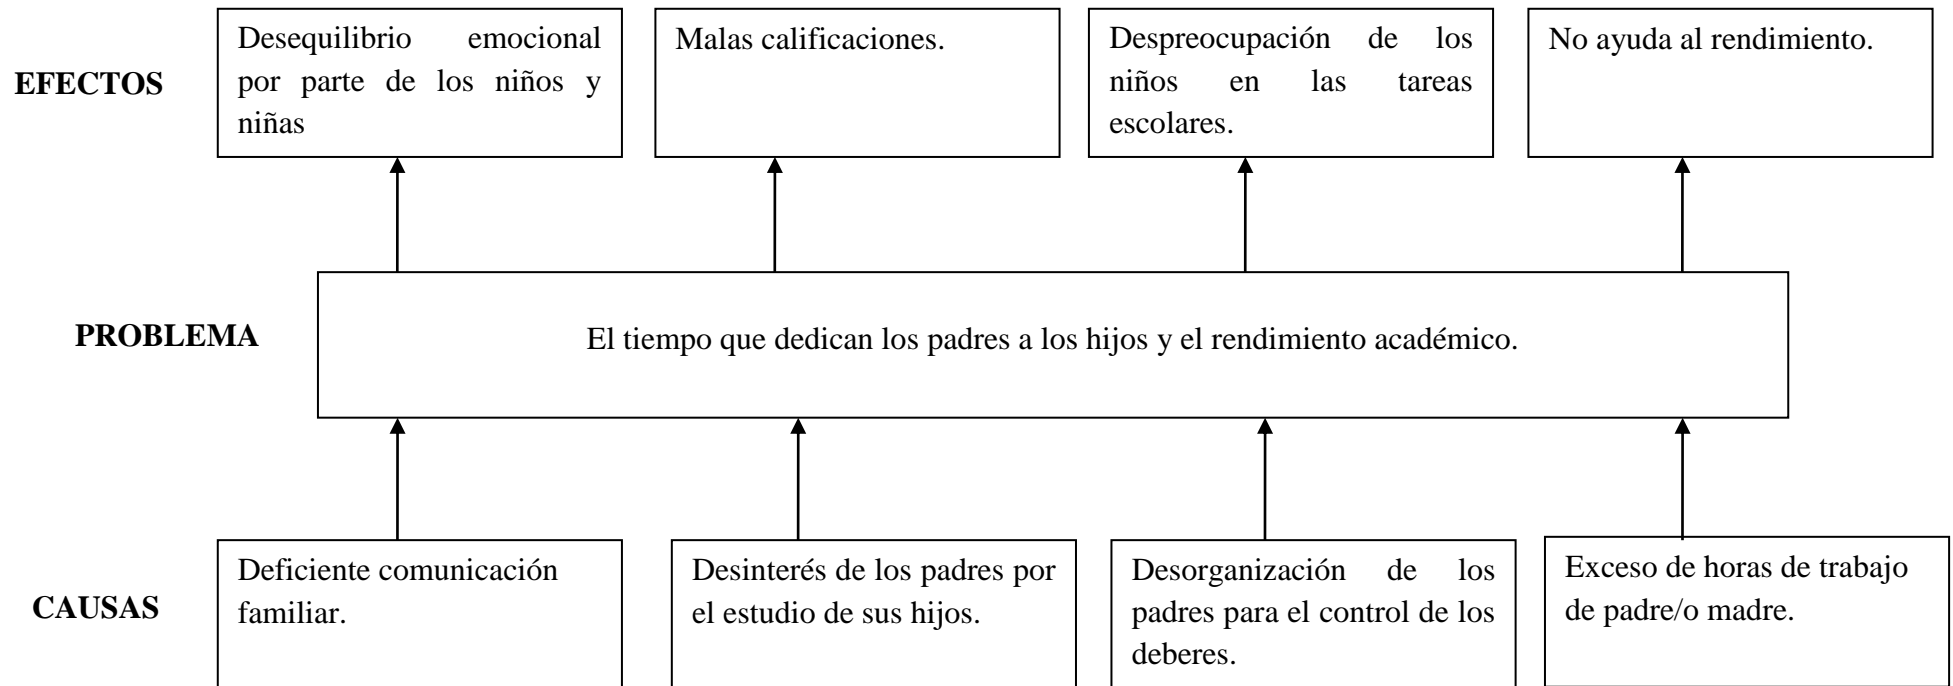 Desequilibrio emocional
por parte de los niños y
niñas
Malas calificaciones.
Despreocupación de los
niños en las tareas
escolares.
No ayuda al rendimiento.
EFECTOS
PROBLEMA
El tiempo que dedican los padres a los hijos y el rendimiento académico.
Deficiente comunicación
familiar.
Desinterés de los padres por
el estudio de sus hijos.
Desorganización de los
padres para el control de los
deberes.
Exceso de horas de trabajo
de padre/o madre.
CAUSAS